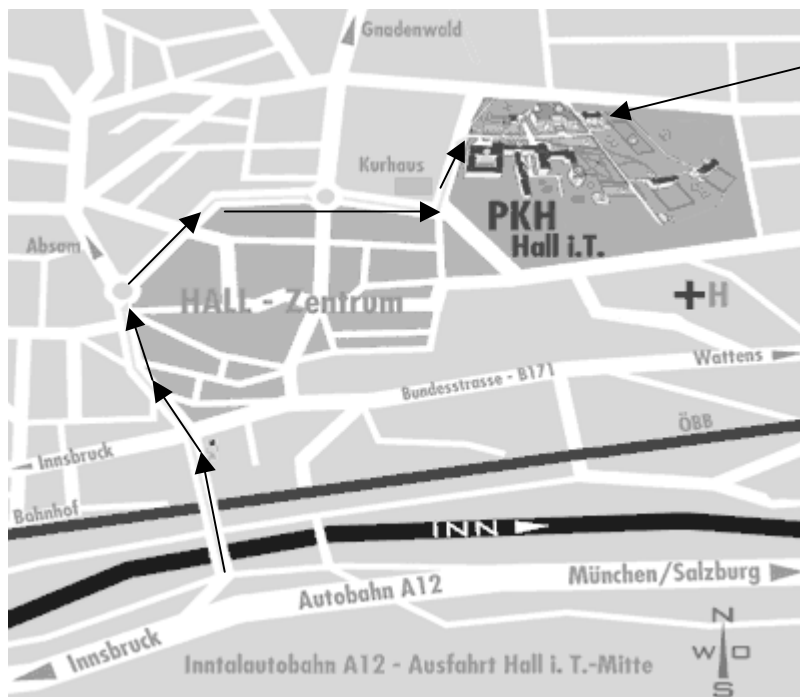 Gnadenwald
Kurhaus
PKH
Hall i.T.
Absam
HALL - Zentrum
H
Wattens
Bundesstrasse - B171
ÖBB
Innsbruck
Bahnhof
INN
München/Salzburg
Autobahn A12
Innsbruck
N
W O
S
Inntalautobahn A12 - Ausfahrt Hall i. T.-Mitte